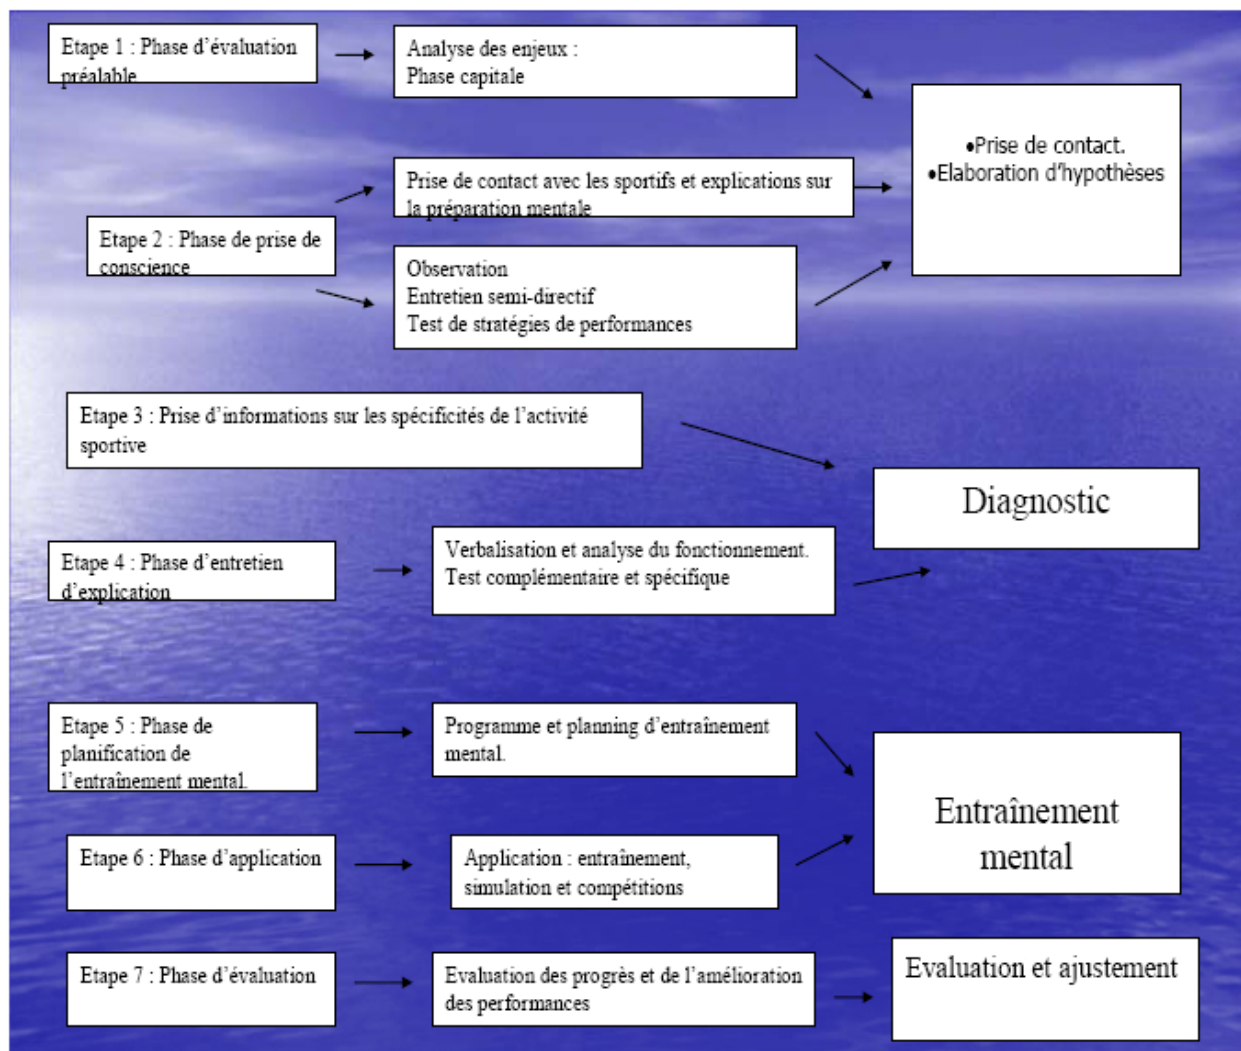 Etape 1 : Phase d’évaluation
préalable
Analyse des enjeux :
Phase capitale
•Prise de contact.
•Elaboration d’hypothèses
Prise de contact avec les sportifs et explications sur
la préparation mentale
Etape 2 : Phase de prise de
conscience
Observation
Entretien semi-directif
Test de stratégies de performances
Etape 3 : Prise d’informations sur les spécificités de l’activité
sportive
Diagnostic
Etape 4 : Phase d’entretien
d’explication
Verbalisation et analyse du fonctionnement.
Test complémentaire et spécifique
Etape 5 : Phase de
planification de
l’entraînement mental.
Programme et planning d’entraînement
mental.
Entraînement
mental
Etape 6 : Phase d’application
Application : entraînement,
simulation et compétitions
Etape 7 : Phase d’évaluation
Evaluation des progrès et de l’amélioration
des performances
Evaluation et ajustement